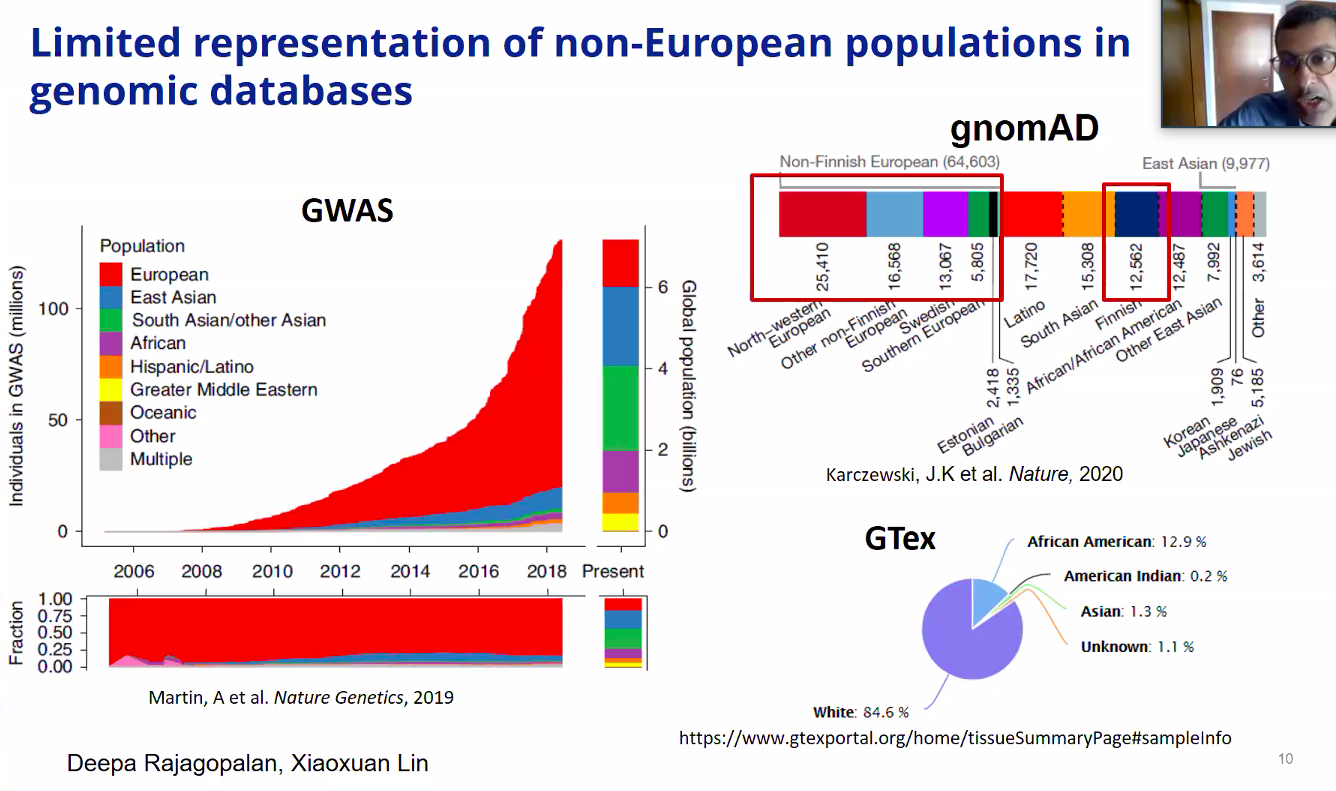 Limited representation of non-European populations in
genomic databases
GWAS
Individuals in GWAS (millions)
100
50
0
Population
European
East Asian
South Asian/other Asian
African
Hispanic/Latino
Greater Middle Eastern
Oceanic
Other
Multiple
6
4
2
0
Global population (billions)
2006 2008 2010 2012 2014 2016 2018 Present
Fraction
1.00
0.75
0.50
0.25
0.00
Martin, A et al. Nature Genetics, 2019
Deepa Rajagopalan, Xiaoxuan Lin
gnomAD
Non-Finnish European (64,603)
East Asian (9,977)
25,410
16,568
13,067
5,805
17,720
15,308
12,562
12,487
7,992
3,614
North–western
European
Other non-Finnish
European
Swedish
Southern European
Latino
South Asian
Finnish
African/African American
Other East Asian
Other
2,418
1,335
1,909
76
5,185
Estonian
Bulgarian
Korean
Japanese
Ashkenazi
Jewish
Karczewski, J.K et al. Nature, 2020
GTex
African American: 12.9 %
American Indian: 0.2 %
Asian: 1.3 %
Unknown: 1.1 %
White: 84.6 %
https://www.gtexportal.org/home/tissueSummaryPage#sampleInfo
10